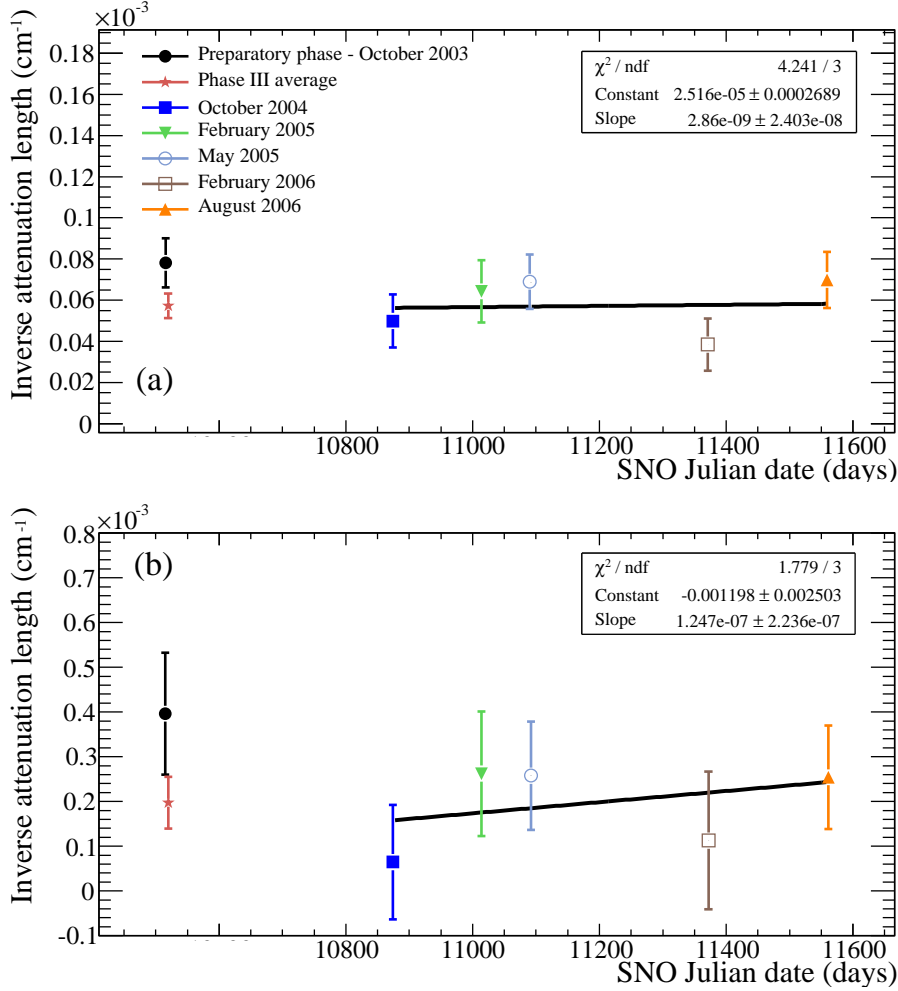 ×10⁻³
Inverse attenuation length (cm⁻¹)
0.18
0.16
0.14
0.12
0.1
0.08
0.06
0.04
0.02
0
Preparatory phase - October 2003
Phase III average
October 2004
February 2005
May 2005
February 2006
August 2006
χ² / ndf 4.241 / 3
Constant 2.516e-05 ± 0.0002689
Slope 2.86e-09 ± 2.403e-08
(a)
10800 11000 11200 11400 11600
SNO Julian date (days)
×10⁻³
Inverse attenuation length (cm⁻¹)
0.8
0.7
0.6
0.5
0.4
0.3
0.2
0.1
0
-0.1
(b)
χ² / ndf 1.779 / 3
Constant -0.001198 ± 0.002503
Slope 1.247e-07 ± 2.236e-07
10800 11000 11200 11400 11600
SNO Julian date (days)